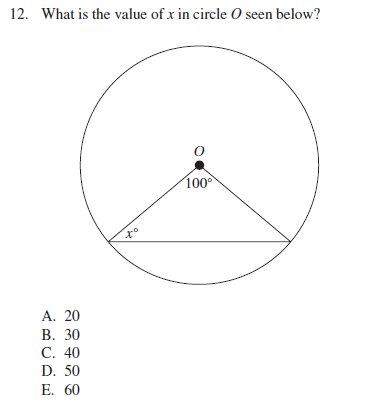 12. What is the value of x in circle O seen below?
O
100°
x°
A. 20
B. 30
C. 40
D. 50
E. 60